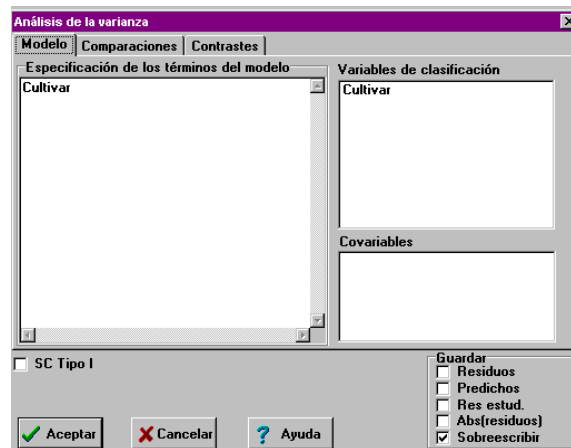 Análisis de la varianza
Modelo Comparaciones Contrastes
Especificación de los términos del modelo
Cultivar
Variables de clasificación
Cultivar
Covariables
SC Tipo I
Guardar
Residuos
Predichos
Res estud.
Abs(residuos)
Sobreescribir
Aceptar Cancelar ? Ayuda